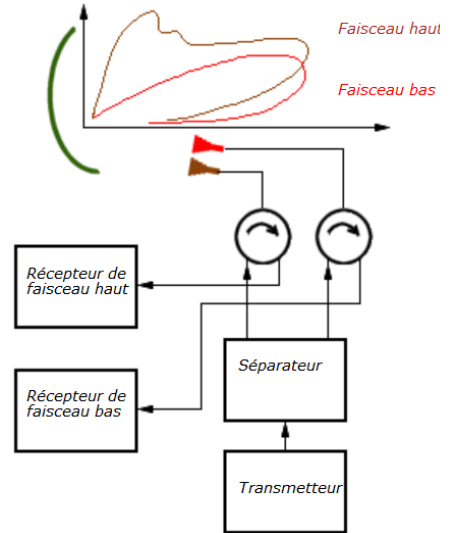 Faisceau haut
Faisceau bas
Récepteur de
faisceau haut
Séparateur
Récepteur de
faisceau bas
Transmetteur